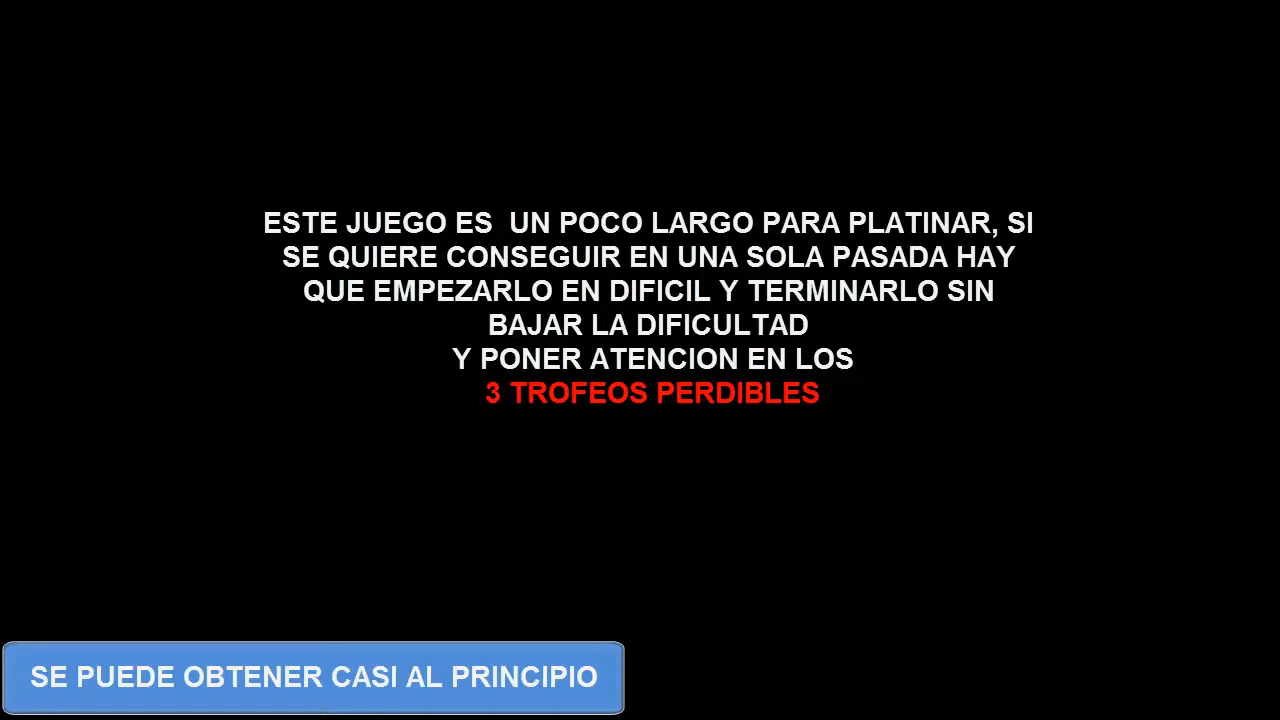 ESTE JUEGO ES  UN POCO LARGO PARA PLATINAR, SI
SE QUIERE CONSEGUIR EN UNA SOLA PASADA HAY
QUE EMPEZARLO EN DIFICIL Y TERMINARLO SIN
BAJAR LA DIFICULTAD
Y PONER ATENCION EN LOS
3 TROFEOS PERDIBLES
SE PUEDE OBTENER CASI AL PRINCIPIO